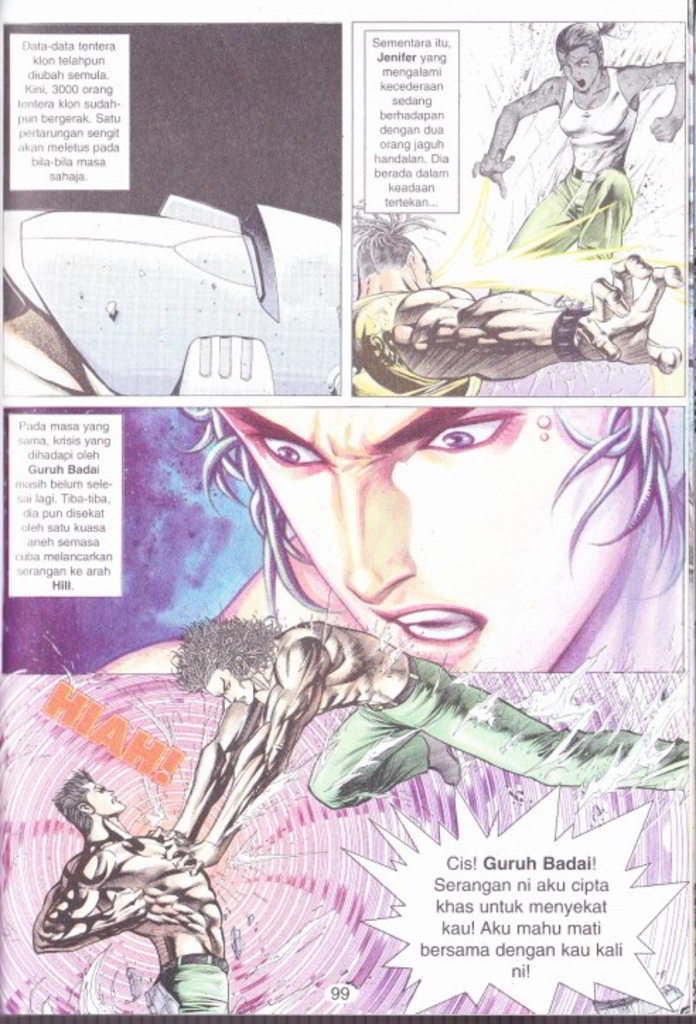 Data-data tentera
klon telahpun
diubah semula.
Kini, 3000 orang
tentera klon sudah-
pun bergerak. Satu
pertarungan sengit
akan meletus pada
bila-bila masa
sahaja.
Sementara itu,
Jenifer yang
mengalami
kecederaan
sedang
berhadapan
dengan dua
orang jaguh
handalan. Dia
berada dalam
keadaan
tertekan...
Pada masa yang
sama, krisis yang
dihadapi oleh
Guruh Badai
masih belum sele-
sai lagi. Tiba-tiba,
dia pun disekat
oleh satu kuasa
aneh semasa
cuba melancarkan
serangan ke arah
Hill.
HIAH!
Cis! Guruh Badai!
Serangan ni aku cipta
khas untuk menyekat
kau! Aku mahu mati
bersama dengan kau kali
ni!
99